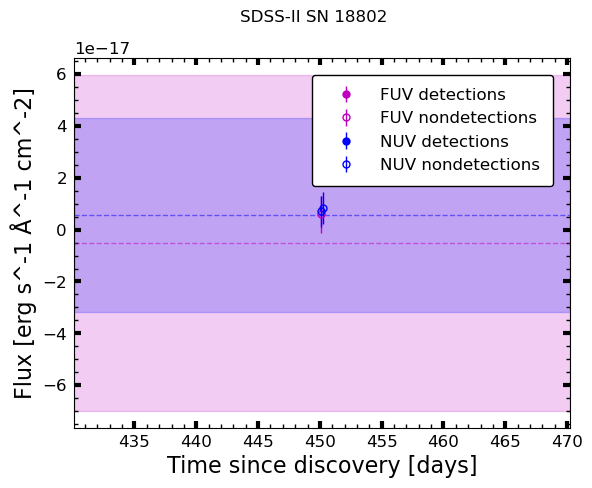 SDSS-II SN 18802
1e−17
6
4
2
0
−2
−4
−6
Flux [erg s^-1 Å^-1 cm^-2]
FUV detections
FUV nondetections
NUV detections
NUV nondetections
435 440 445 450 455 460 465 470
Time since discovery [days]